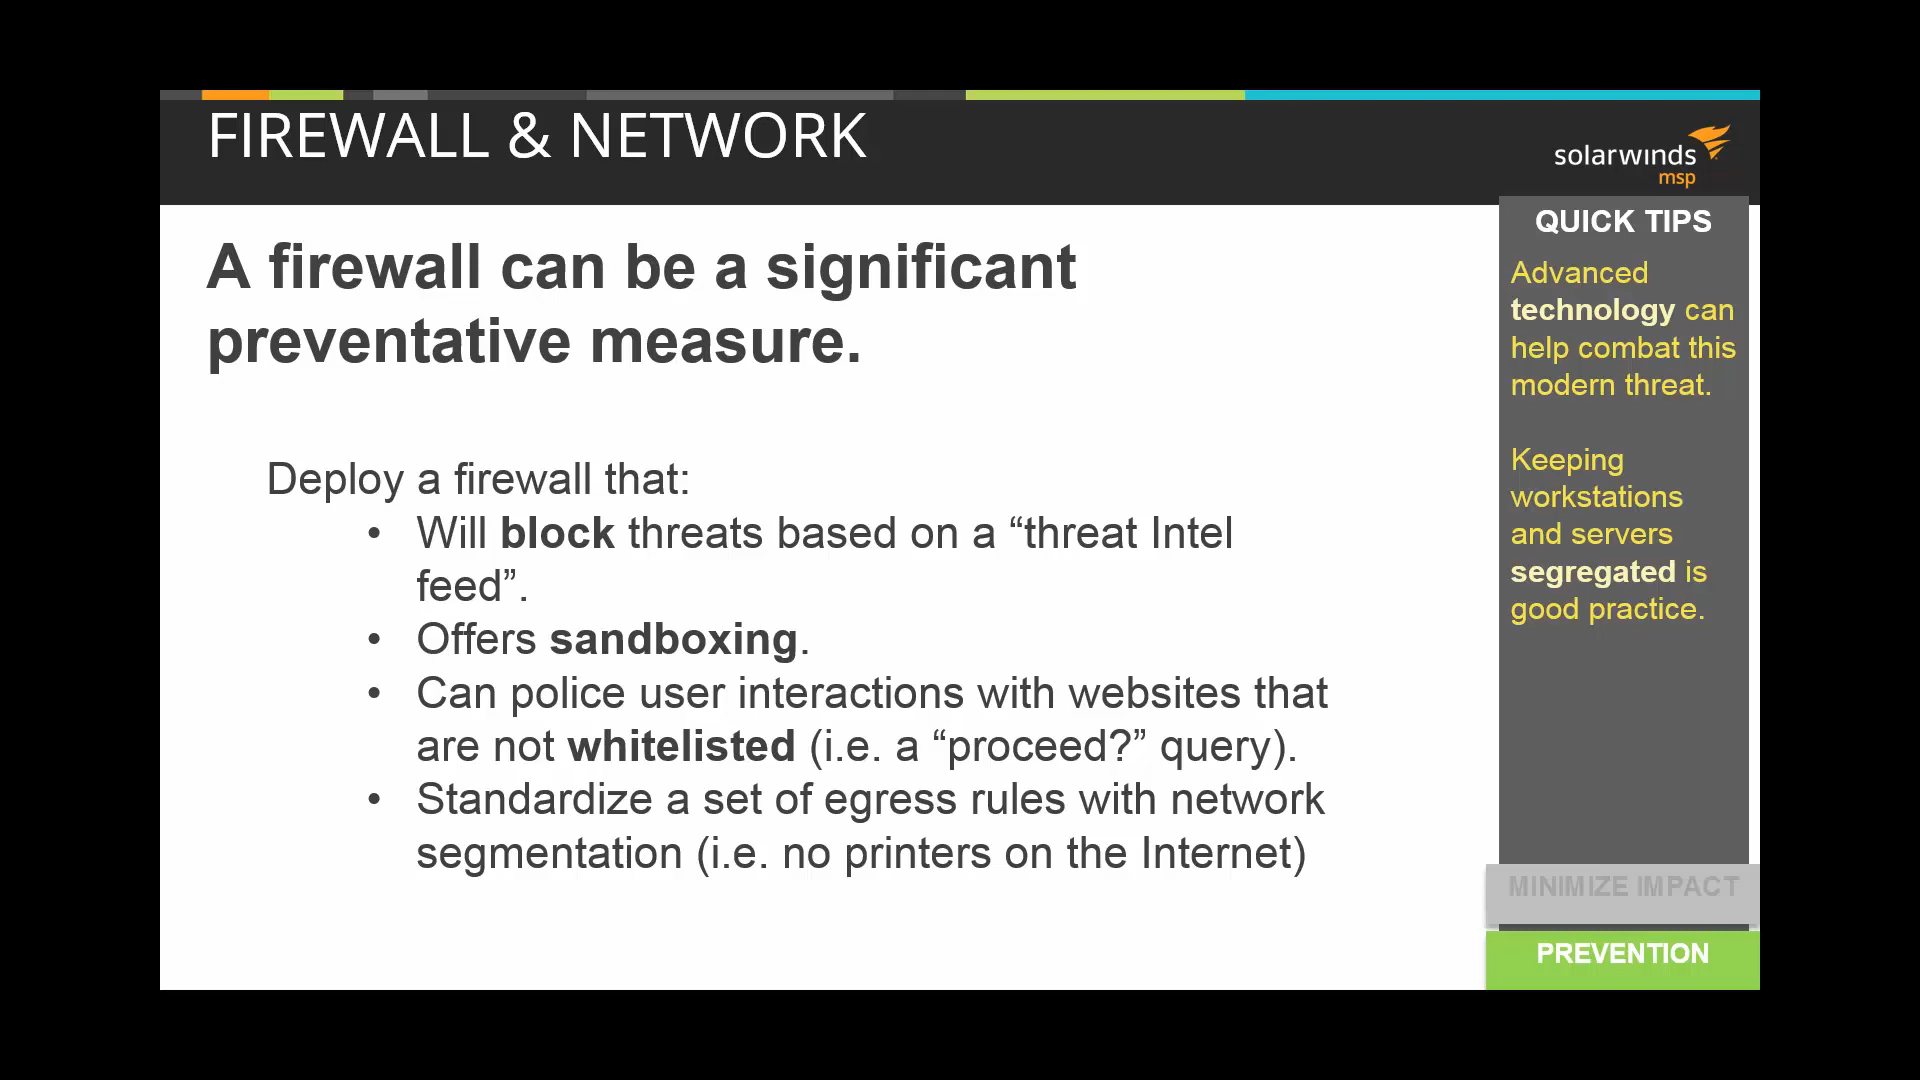 FIREWALL & NETWORK
solarwinds
msp
A firewall can be a significant
preventative measure.
Deploy a firewall that:
• Will block threats based on a “threat Intel
feed”.
• Offers sandboxing.
• Can police user interactions with websites that
are not whitelisted (i.e. a “proceed?” query).
• Standardize a set of egress rules with network
segmentation (i.e. no printers on the Internet)
QUICK TIPS
Advanced
technology can
help combat this
modern threat.
Keeping
workstations
and servers
segregated is
good practice.
MINIMIZE IMPACT
PREVENTION